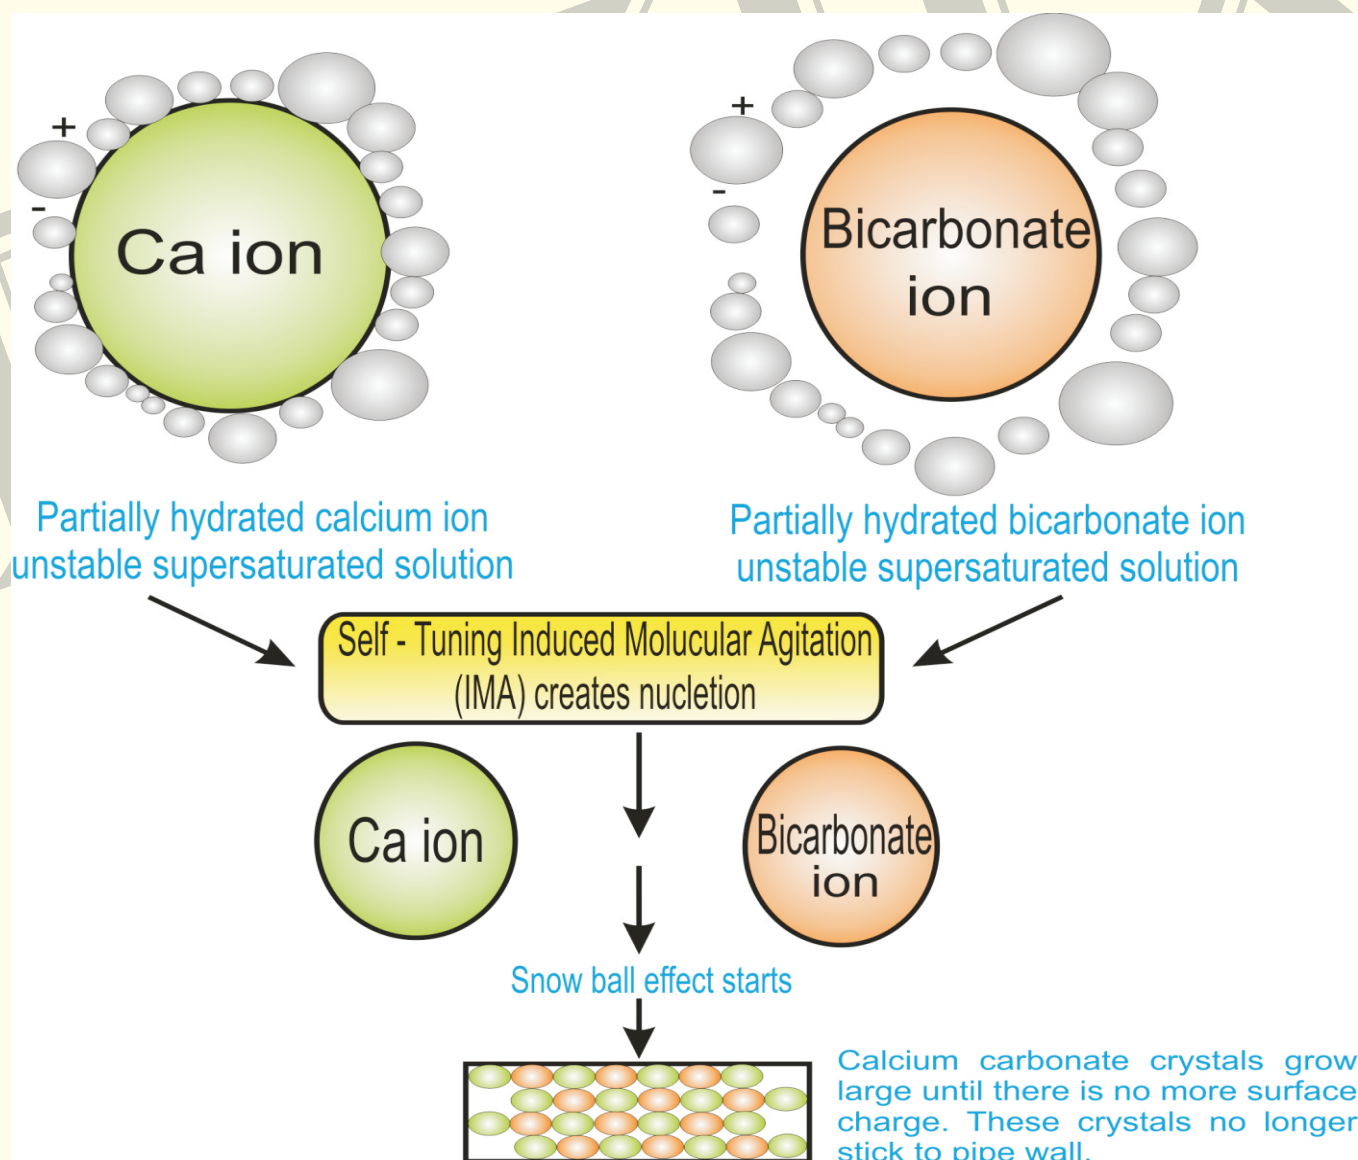 +
-
Ca ion
+
-
Bicarbonate
ion
Partially hydrated calcium ion
unstable supersaturated solution
Partially hydrated bicarbonate ion
unstable supersaturated solution
Self - Tuning Induced Molucular Agitation
(IMA) creates nucletion
Ca ion
Bicarbonate
ion
Snow ball effect starts
Calcium carbonate crystals grow
large until there is no more surface
charge. These crystals no longer
stick to pipe wall.